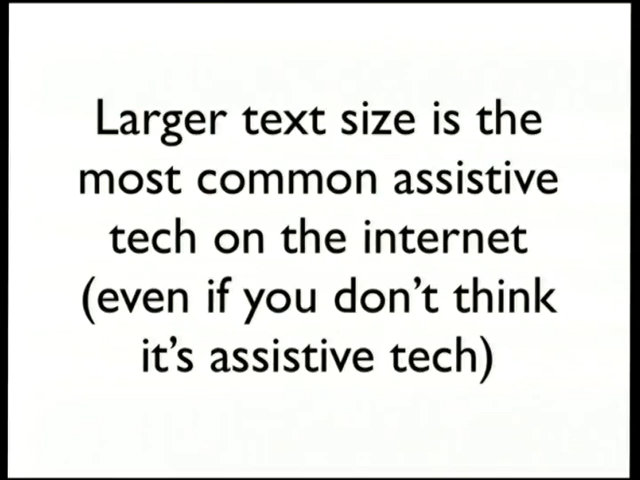 Larger text size is the
most common assistive
tech on the internet
(even if you don’t think
it’s assistive tech)